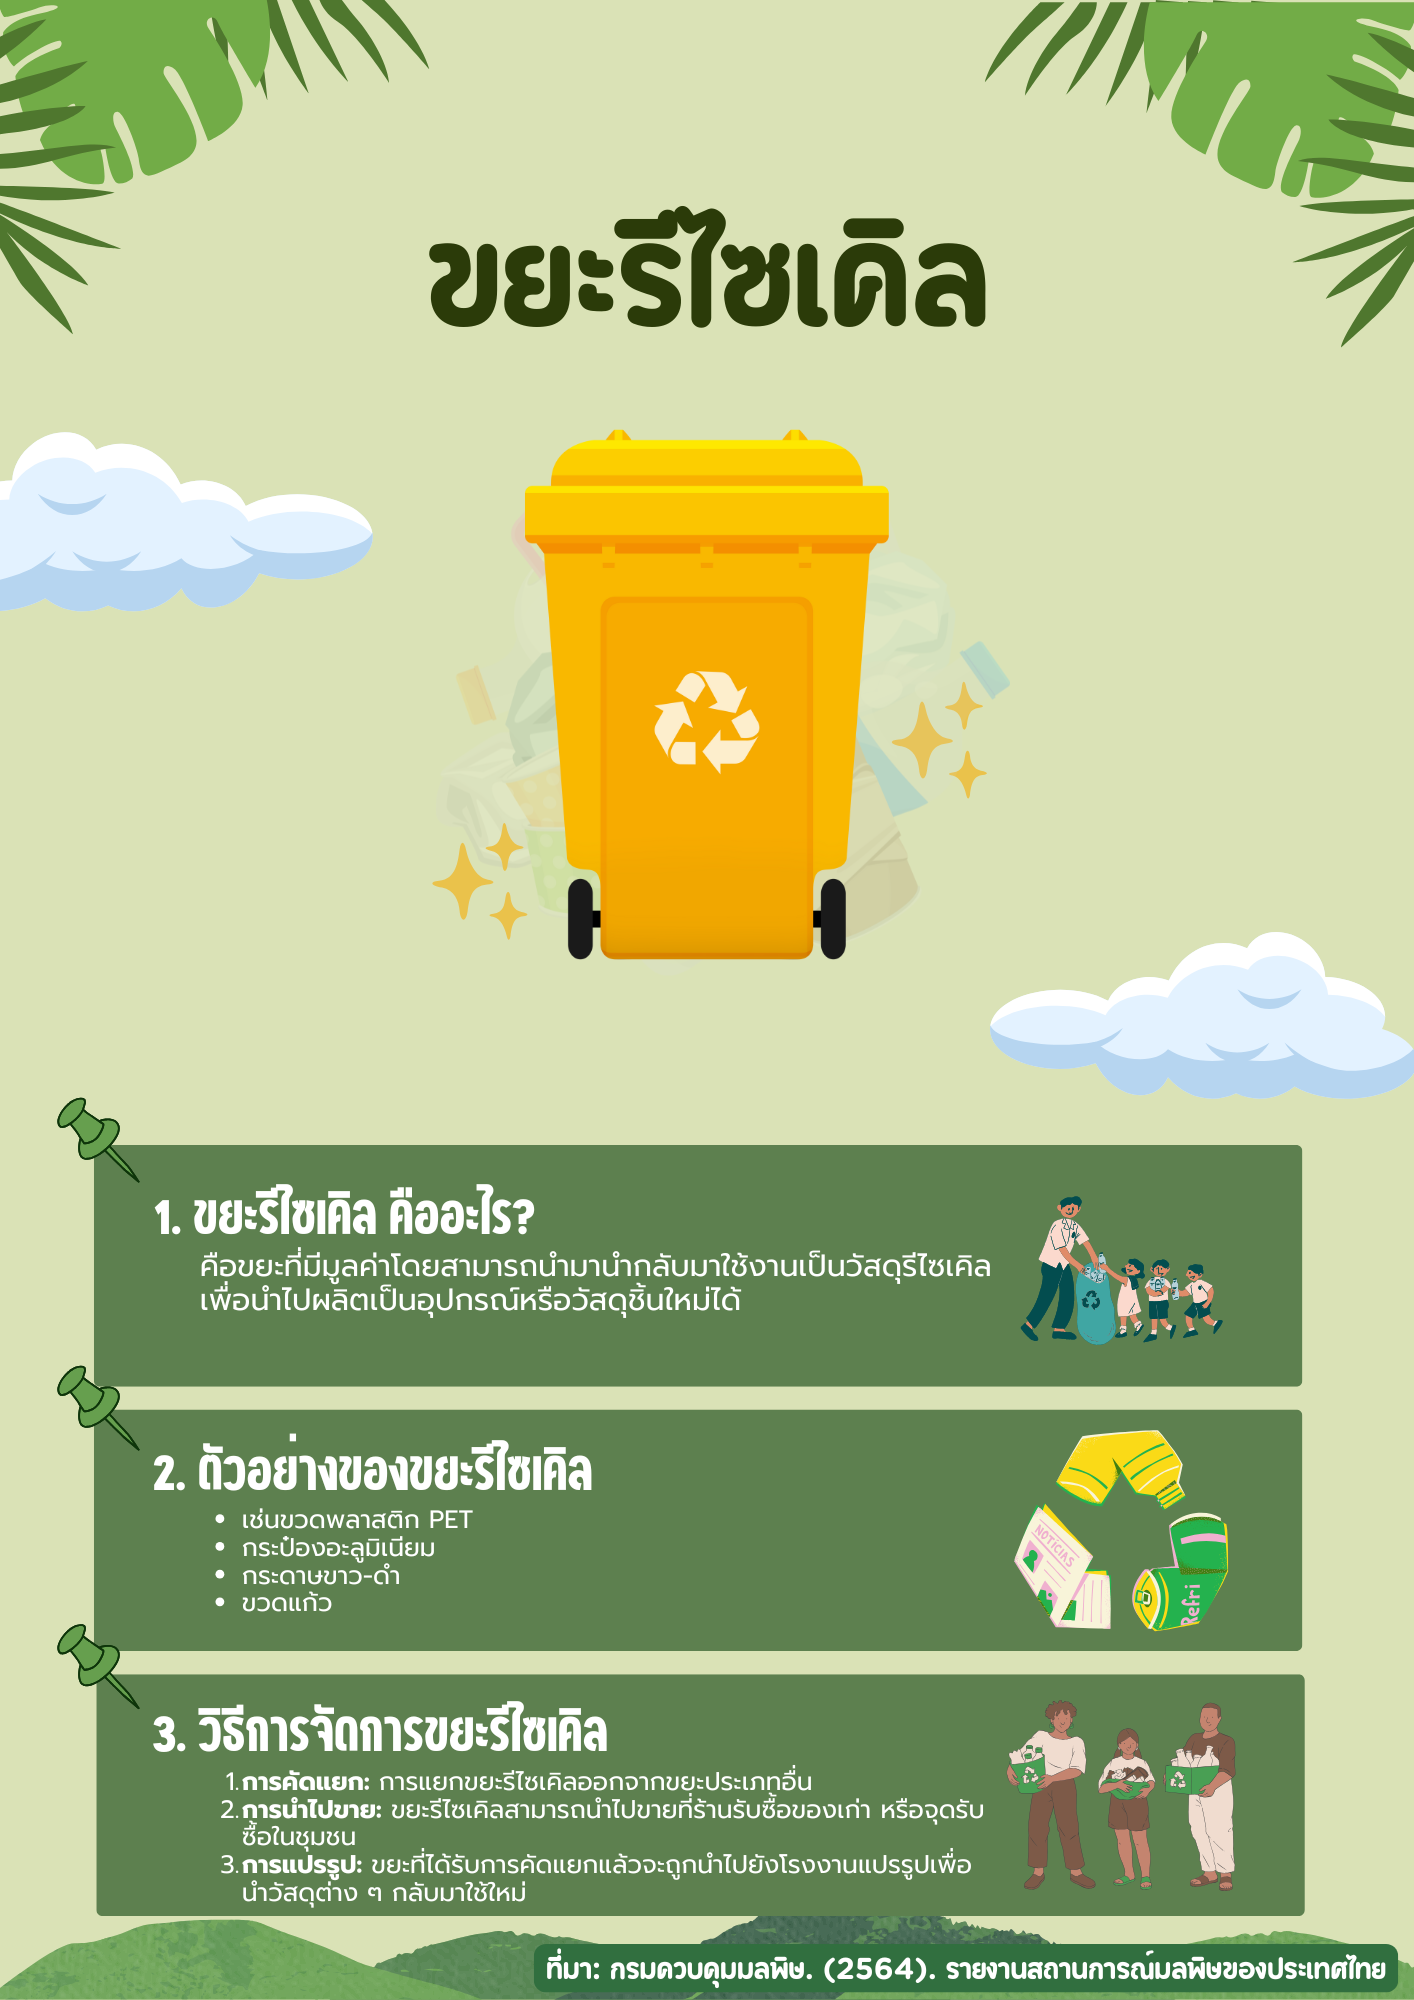 ขยะรีไซเคิล
1. ขยะรีไซเคิล คืออะไร?
คือขยะที่มีมูลค่าโดยสามารถนำมานำกลับมาใช้งานเป็นวัสดุรีไซเคิล
เพื่อนำไปผลิตเป็นอุปกรณ์หรือวัสดุชิ้นใหม่ได้
2. ตัวอย่างของขยะรีไซเคิล
• เช่นขวดพลาสติก PET
• กระป๋องอะลูมิเนียม
• กระดาษขาว-ดำ
• ขวดแก้ว
NOTICIAS
Refri
3. วิธีการจัดการขยะรีไซเคิล
1. การคัดแยก: การแยกขยะรีไซเคิลออกจากขยะประเภทอื่น
2. การนำไปขาย: ขยะรีไซเคิลสามารถนำไปขายที่ร้านรับซื้อของเก่า หรือจุดรับ
ซื้อในชุมชน
3. การแปรรูป: ขยะที่ได้รับการคัดแยกแล้วจะถูกนำไปยังโรงงานแปรรูปเพื่อ
นำวัสดุต่าง ๆ กลับมาใช้ใหม่
ที่มา: กรมควบคุมมลพิษ. (2564). รายงานสถานการณ์มลพิษของประเทศไทย